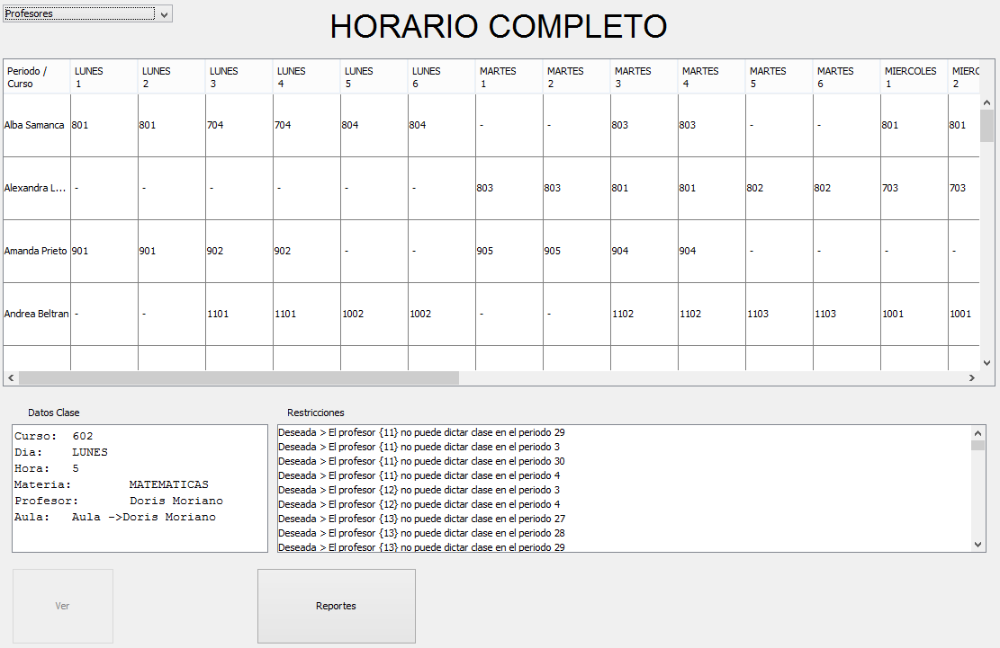 Profesores
HORARIO COMPLETO
Periodo / LUNES LUNES LUNES LUNES LUNES LUNES MARTES MARTES MARTES MARTES MARTES MARTES MIERCOLES MIERC
Curso 1 2 3 4 5 6 1 2 3 4 5 6 1 2
Alba Samanca 801 801 704 704 804 804 - - 803 803 - - 801 801
Alexandra L... - - - - - - 803 803 801 801 802 802 703 703
Amanda Prieto 901 901 902 902 - - 905 905 904 904 - - - -
Andrea Beltran - - 1101 1101 1002 1002 - - 1102 1102 1103 1103 1001 1001
Datos Clase
Curso: 602
Dia: LUNES
Hora: 5
Materia: MATEMATICAS
Profesor: Doris Moriano
Aula: Aula ->Doris Moriano
Restricciones
Deseada > El profesor {11} no puede dictar clase en el periodo 29
Deseada > El profesor {11} no puede dictar clase en el periodo 3
Deseada > El profesor {11} no puede dictar clase en el periodo 30
Deseada > El profesor {11} no puede dictar clase en el periodo 4
Deseada > El profesor {12} no puede dictar clase en el periodo 3
Deseada > El profesor {12} no puede dictar clase en el periodo 4
Deseada > El profesor {13} no puede dictar clase en el periodo 27
Deseada > El profesor {13} no puede dictar clase en el periodo 28
Deseada > El profesor {13} no puede dictar clase en el periodo 29
Ver
Reportes